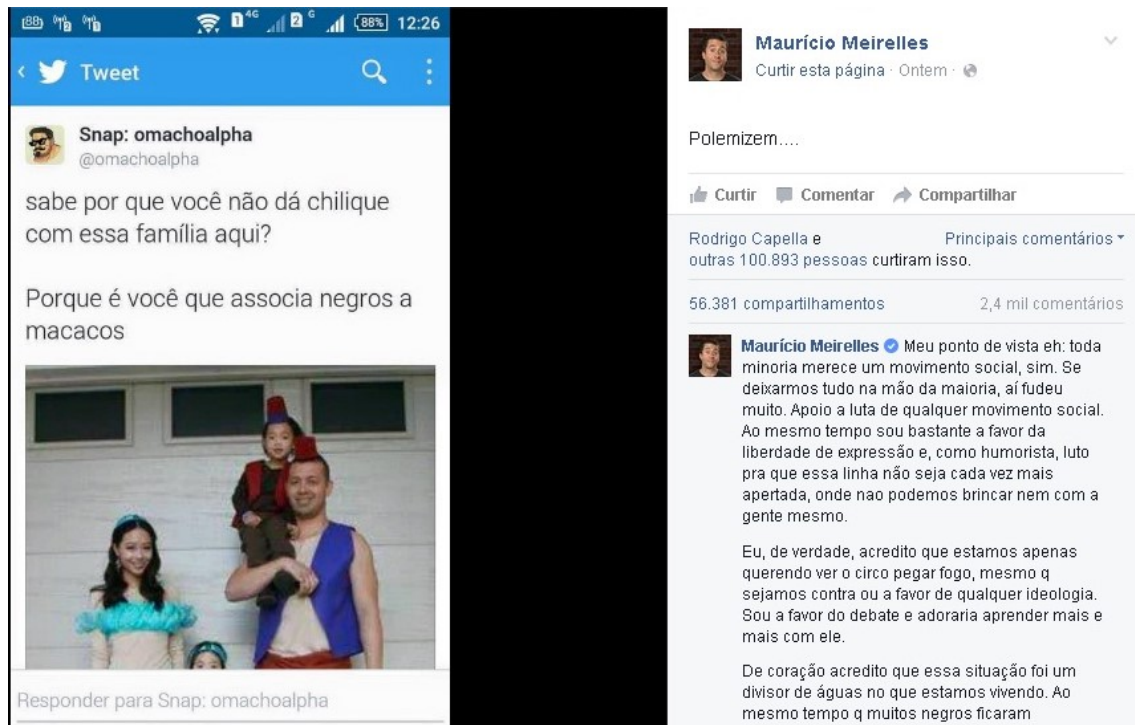 88%
12:26
Tweet
Snap: omachoalpha
@omachoalpha
sabe por que você não dá chilique
com essa família aqui?
Porque é você que associa negros a
macacos
Responder para Snap: omachoalpha
Maurício Meirelles
Curtir esta página · Ontem ·
Polemizem....
Curtir Comentar Compartilhar
Rodrigo Capella e
outras 100.893 pessoas curtiram isso.
Principais comentários
56.381 compartilhamentos
2,4 mil comentários
Maurício Meirelles Meu ponto de vista eh: toda
minoria merece um movimento social, sim. Se
deixarmos tudo na mão da maioria, aí fudeu
muito. Apoio a luta de qualquer movimento social.
Ao mesmo tempo sou bastante a favor da
liberdade de expressão e, como humorista, luto
pra que essa linha não seja cada vez mais
apertada, onde nao podemos brincar nem com a
gente mesmo.
Eu, de verdade, acredito que estamos apenas
querendo ver o circo pegar fogo, mesmo q
sejamos contra ou a favor de qualquer ideologia.
Sou a favor do debate e adoraria aprender mais e
mais com ele.
De coração acredito que essa situação foi um
divisor de águas no que estamos vivendo. Ao
mesmo tempo q muitos negros ficaram